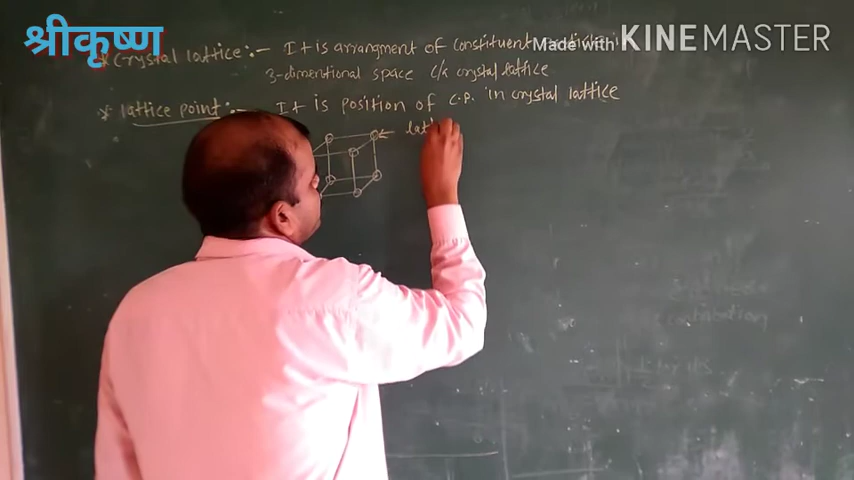 श्रीकृष्ण
Made with KINEMASTER
* Crystal lattice :- It is arrangment of constituent
3-dimentional space c/s crystal lattice
* lattice point :- It is position of C.P. in crystal lattice
lat